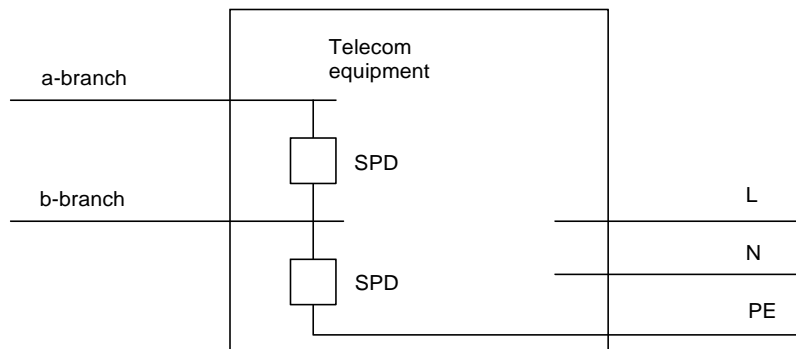 Telecom
equipment
a-branch
SPD
b-branch
L
N
SPD
PE